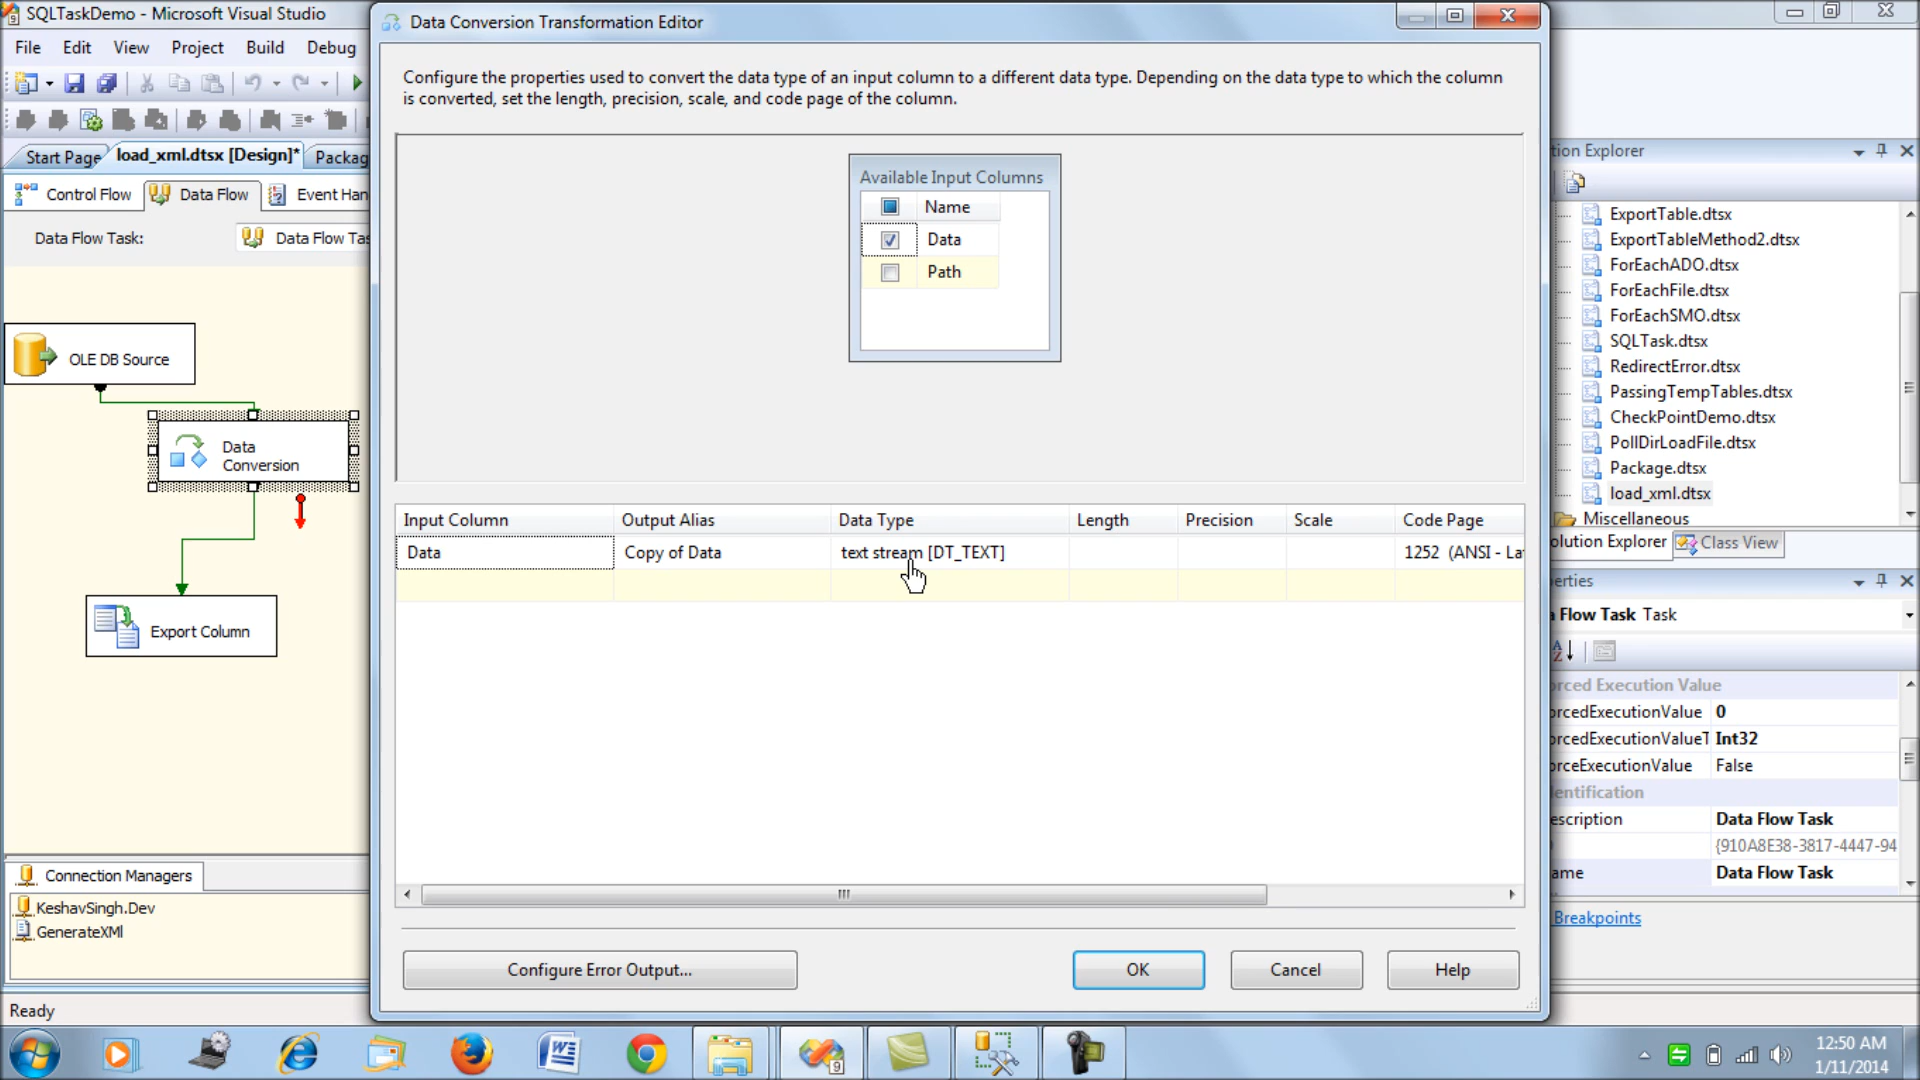 SQLTaskDemo - Microsoft Visual Studio
File Edit View Project Build Debug
Start Page load_xml.dtsx [Design]* Packag
Control Flow Data Flow Event Han
Data Flow Task: Data Flow Tas
OLE DB Source
Data
Conversion
Export Column
Connection Managers
KeshavSingh.Dev
GenerateXMl
Ready
Data Conversion Transformation Editor
Configure the properties used to convert the data type of an input column to a different data type. Depending on the data type to which the column
is converted, set the length, precision, scale, and code page of the column.
Available Input Columns
Name
Data
Path
Input Column Output Alias Data Type Length Precision Scale Code Page
Data Copy of Data text stream [DT_TEXT] 1252 (ANSI - La
Configure Error Output... OK Cancel Help
tion Explorer
ExportTable.dtsx
ExportTableMethod2.dtsx
ForEachADO.dtsx
ForEachFile.dtsx
ForEachSMO.dtsx
SQLTask.dtsx
RedirectError.dtsx
PassingTempTables.dtsx
CheckPointDemo.dtsx
PollDirLoadFile.dtsx
Package.dtsx
load_xml.dtsx
Miscellaneous
olution Explorer Class View
erties
a Flow Task Task
orced Execution Value
orcedExecutionValue 0
orcedExecutionValueT Int32
orceExecutionValue False
dentification
escription Data Flow Task
{910A8E38-3817-4447-94
ame Data Flow Task
Breakpoints
9
12:50 AM
1/11/2014